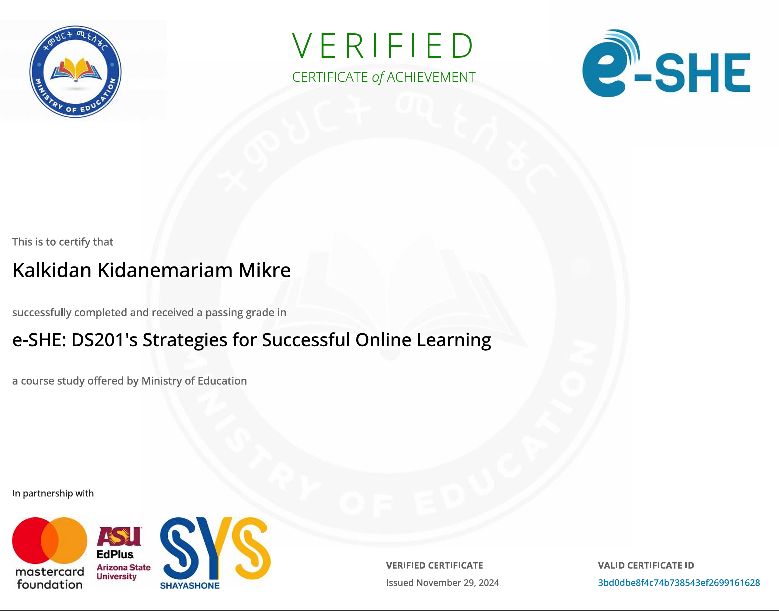 ትምህርት ሚኒስቴር
MINISTRY OF EDUCATION
VERIFIED
CERTIFICATE of ACHIEVEMENT
e-SHE
ትምህርት ሚኒስቴር
This is to certify that
Kalkidan Kidanemariam Mikre
successfully completed and received a passing grade in
e-SHE: DS201's Strategies for Successful Online Learning
a course study offered by Ministry of Education
MINISTRY OF EDUCATION
In partnership with
mastercard
foundation
ASU
EdPlus
Arizona State
University
SYS
SHAYASHONE
VERIFIED CERTIFICATE
Issued November 29, 2024
VALID CERTIFICATE ID
3bd0dbe8f4c74b738543ef2699161628